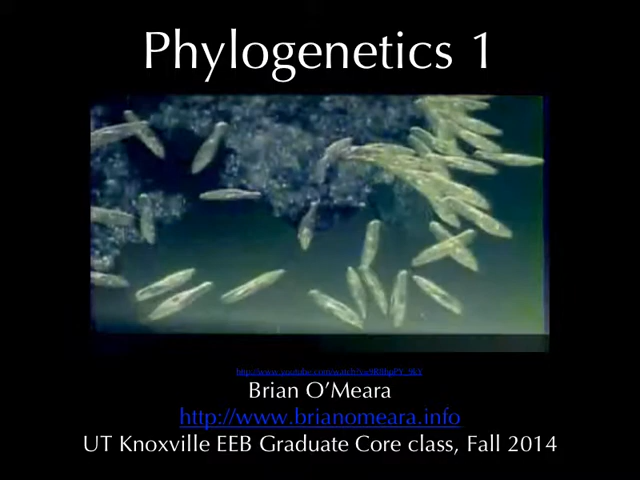 Phylogenetics 1
Brian O’Meara
http://www.brianomeara.info
UT Knoxville EEB Graduate Core class, Fall 2014